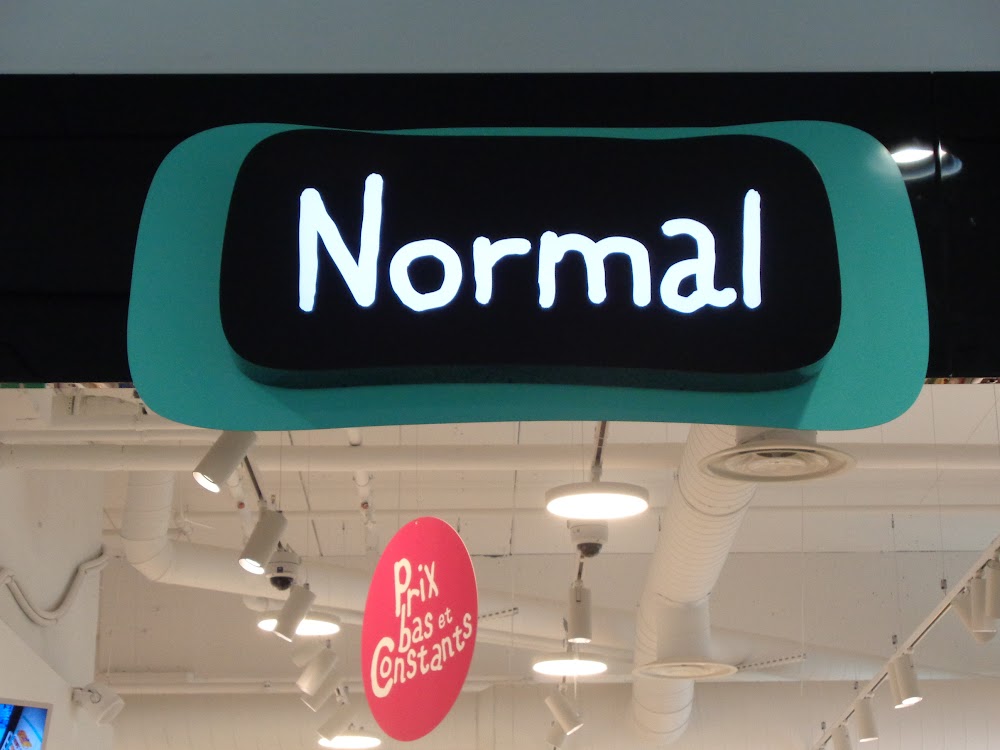 Normal
Prix
bas et
Constants